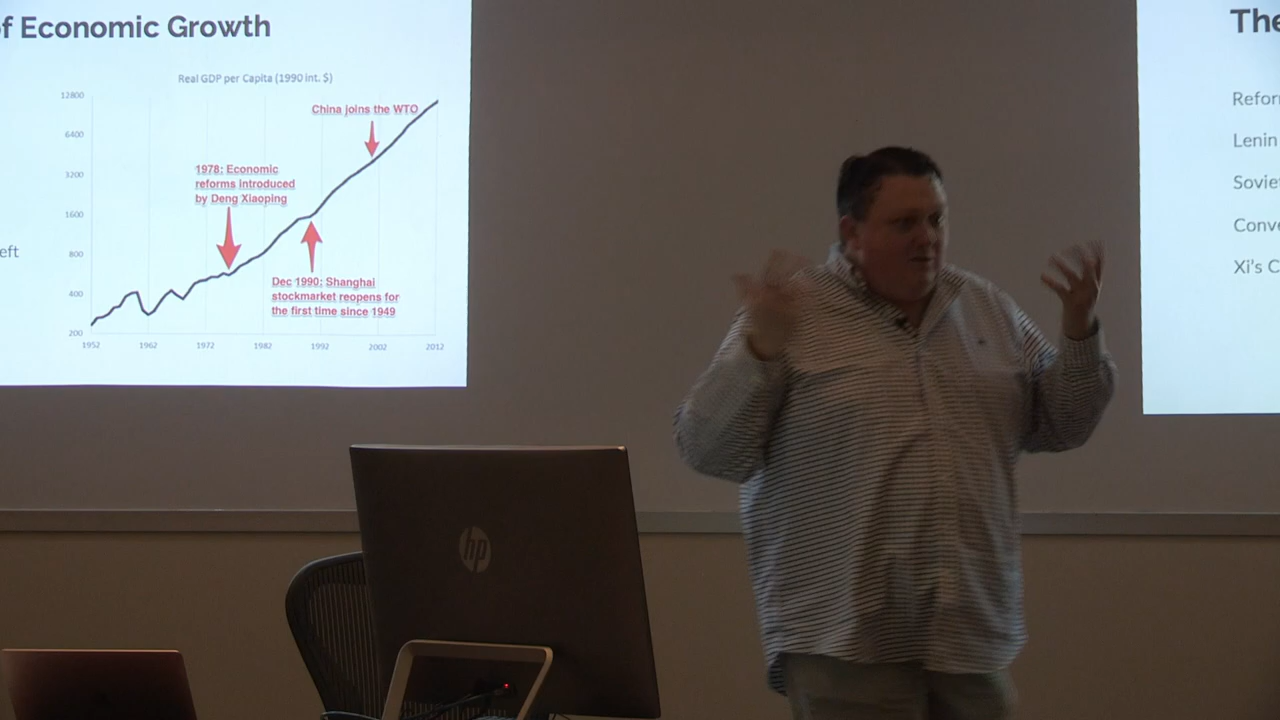 of Economic Growth
Real GDP per Capita (1990 int. $)
12800
6400
3200
1600
800
400
200
1952
1962
1972
1982
1992
2002
2012
China joins the WTO
1978: Economic
reforms introduced
by Deng Xiaoping
Dec 1990: Shanghai
stockmarket reopens for
the first time since 1949
eft
hp
The
Refor
Lenin
Soviet
Conve
Xi's C